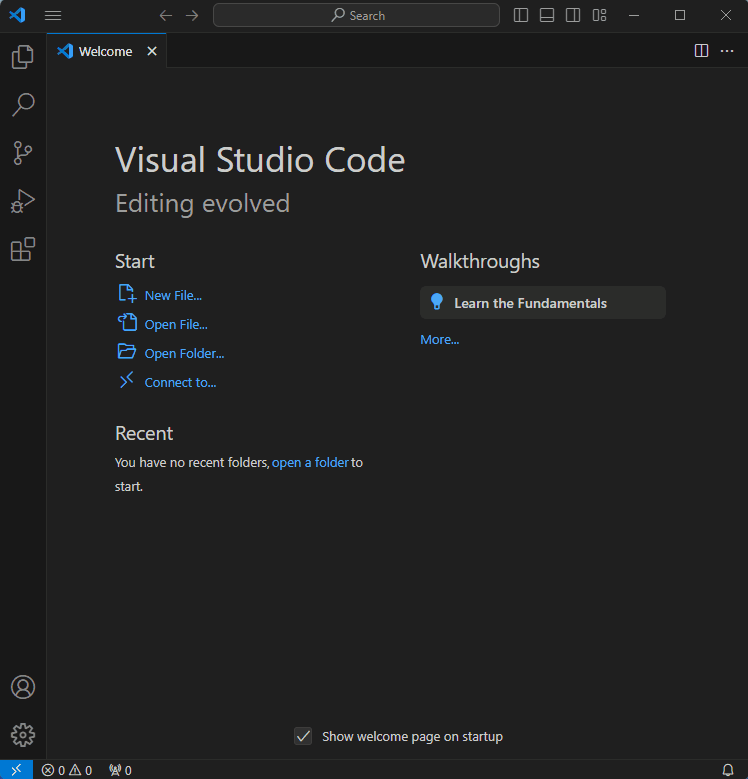 Search
Welcome
Visual Studio Code
Editing evolved
Start
New File...
Open File...
Open Folder...
Connect to...
Recent
You have no recent folders, open a folder to
start.
Walkthroughs
Learn the Fundamentals
More...
Show welcome page on startup
0 0 0